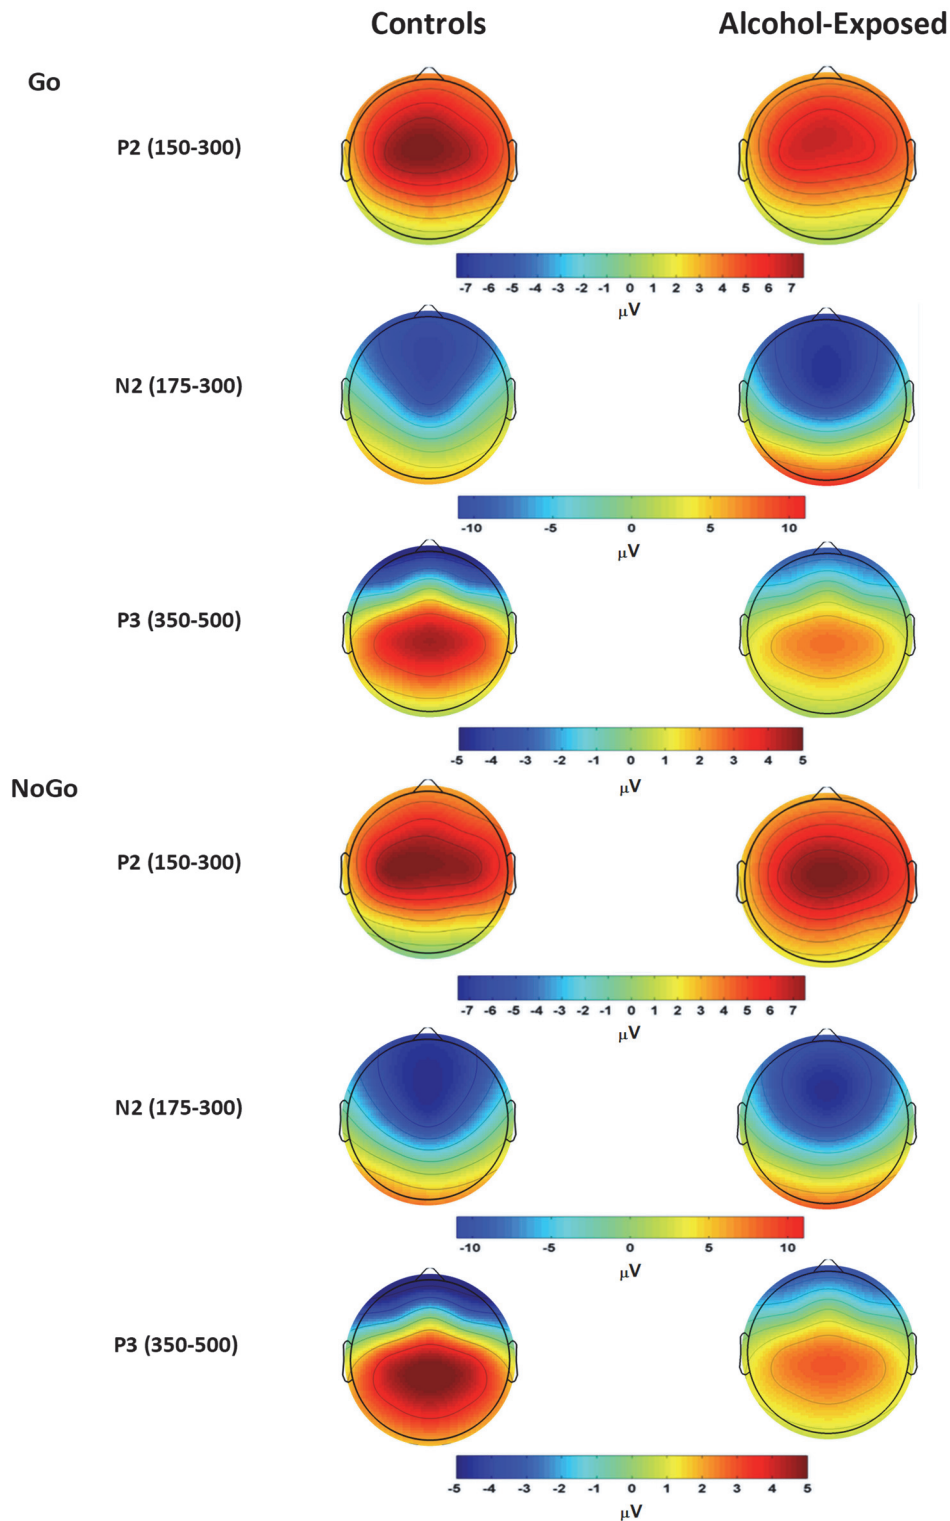 Controls Alcohol-Exposed
Go
P2 (150-300)
-7 -6 -5 -4 -3 -2 -1 0 1 2 3 4 5 6 7
μV
N2 (175-300)
-10 -5 0 5 10
μV
P3 (350-500)
-5 -4 -3 -2 -1 0 1 2 3 4 5
μV
NoGo
P2 (150-300)
-7 -6 -5 -4 -3 -2 -1 0 1 2 3 4 5 6 7
μV
N2 (175-300)
-10 -5 0 5 10
μV
P3 (350-500)
-5 -4 -3 -2 -1 0 1 2 3 4 5
μV